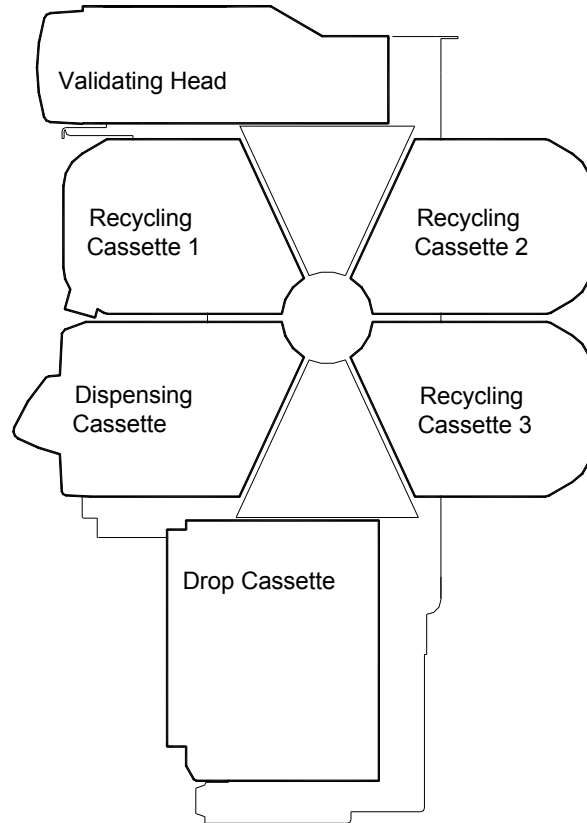 Validating Head
Recycling
Cassette 1
Recycling
Cassette 2
Dispensing
Cassette
Recycling
Cassette 3
Drop Cassette